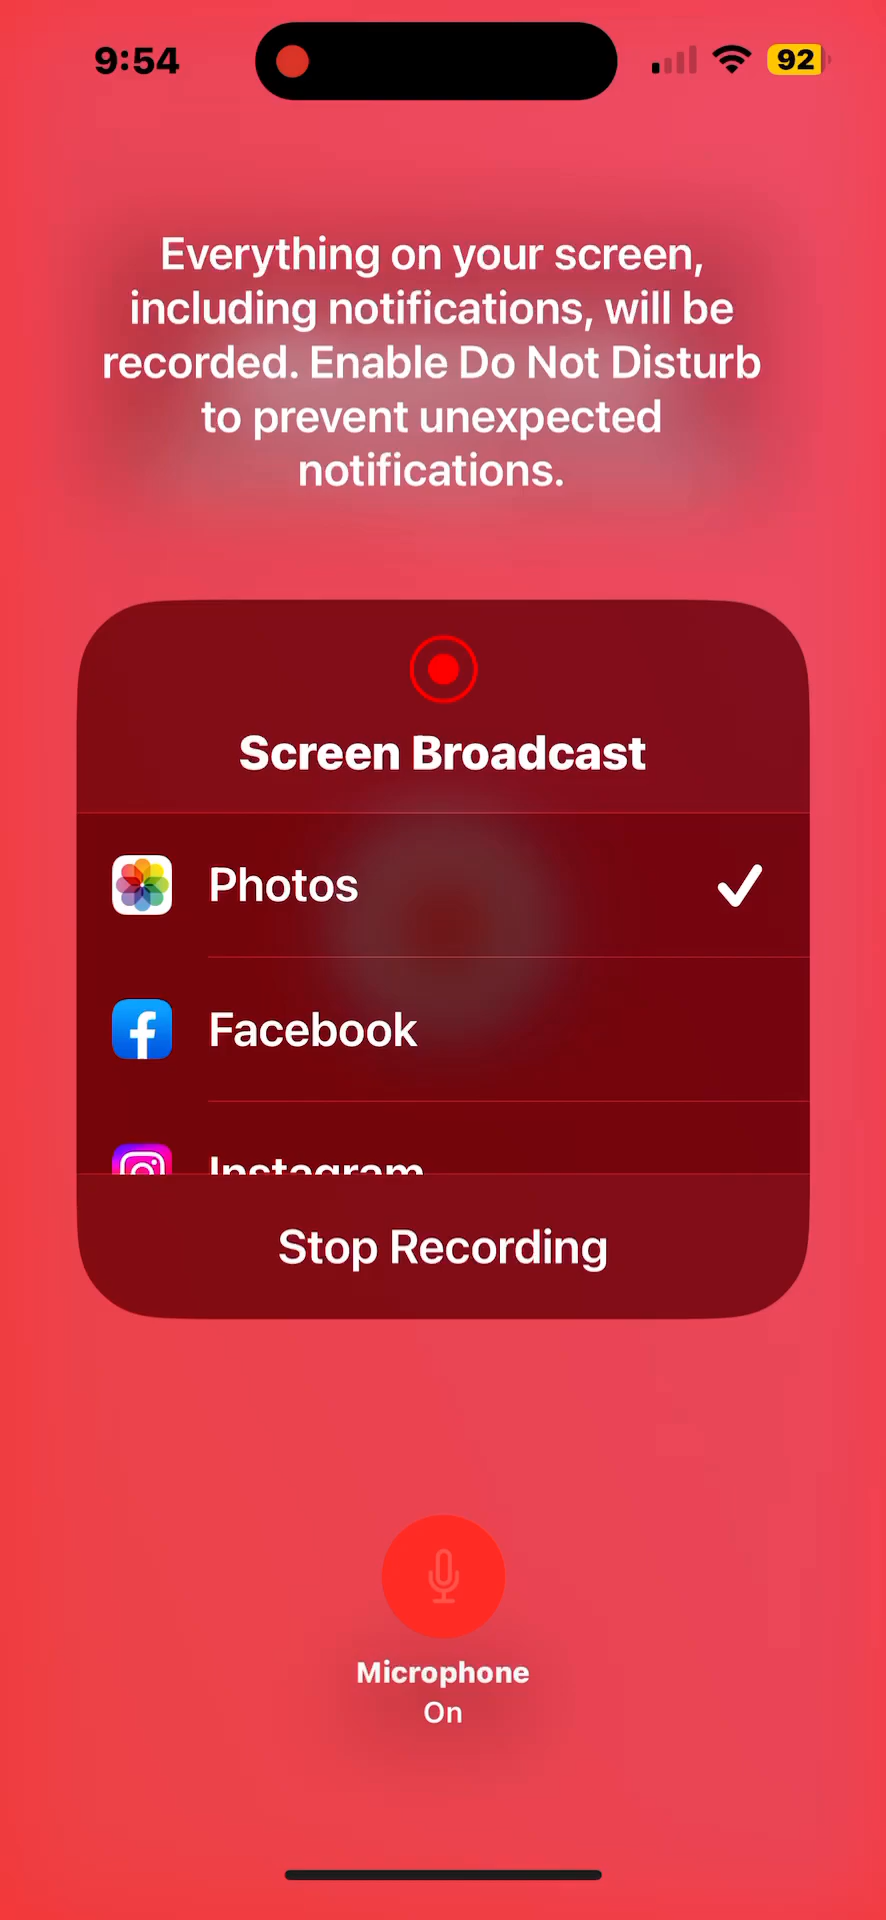 9:54
92
Everything on your screen,
including notifications, will be
recorded. Enable Do Not Disturb
to prevent unexpected
notifications.
Screen Broadcast
Photos
Facebook
Instagram
Stop Recording
Microphone
On